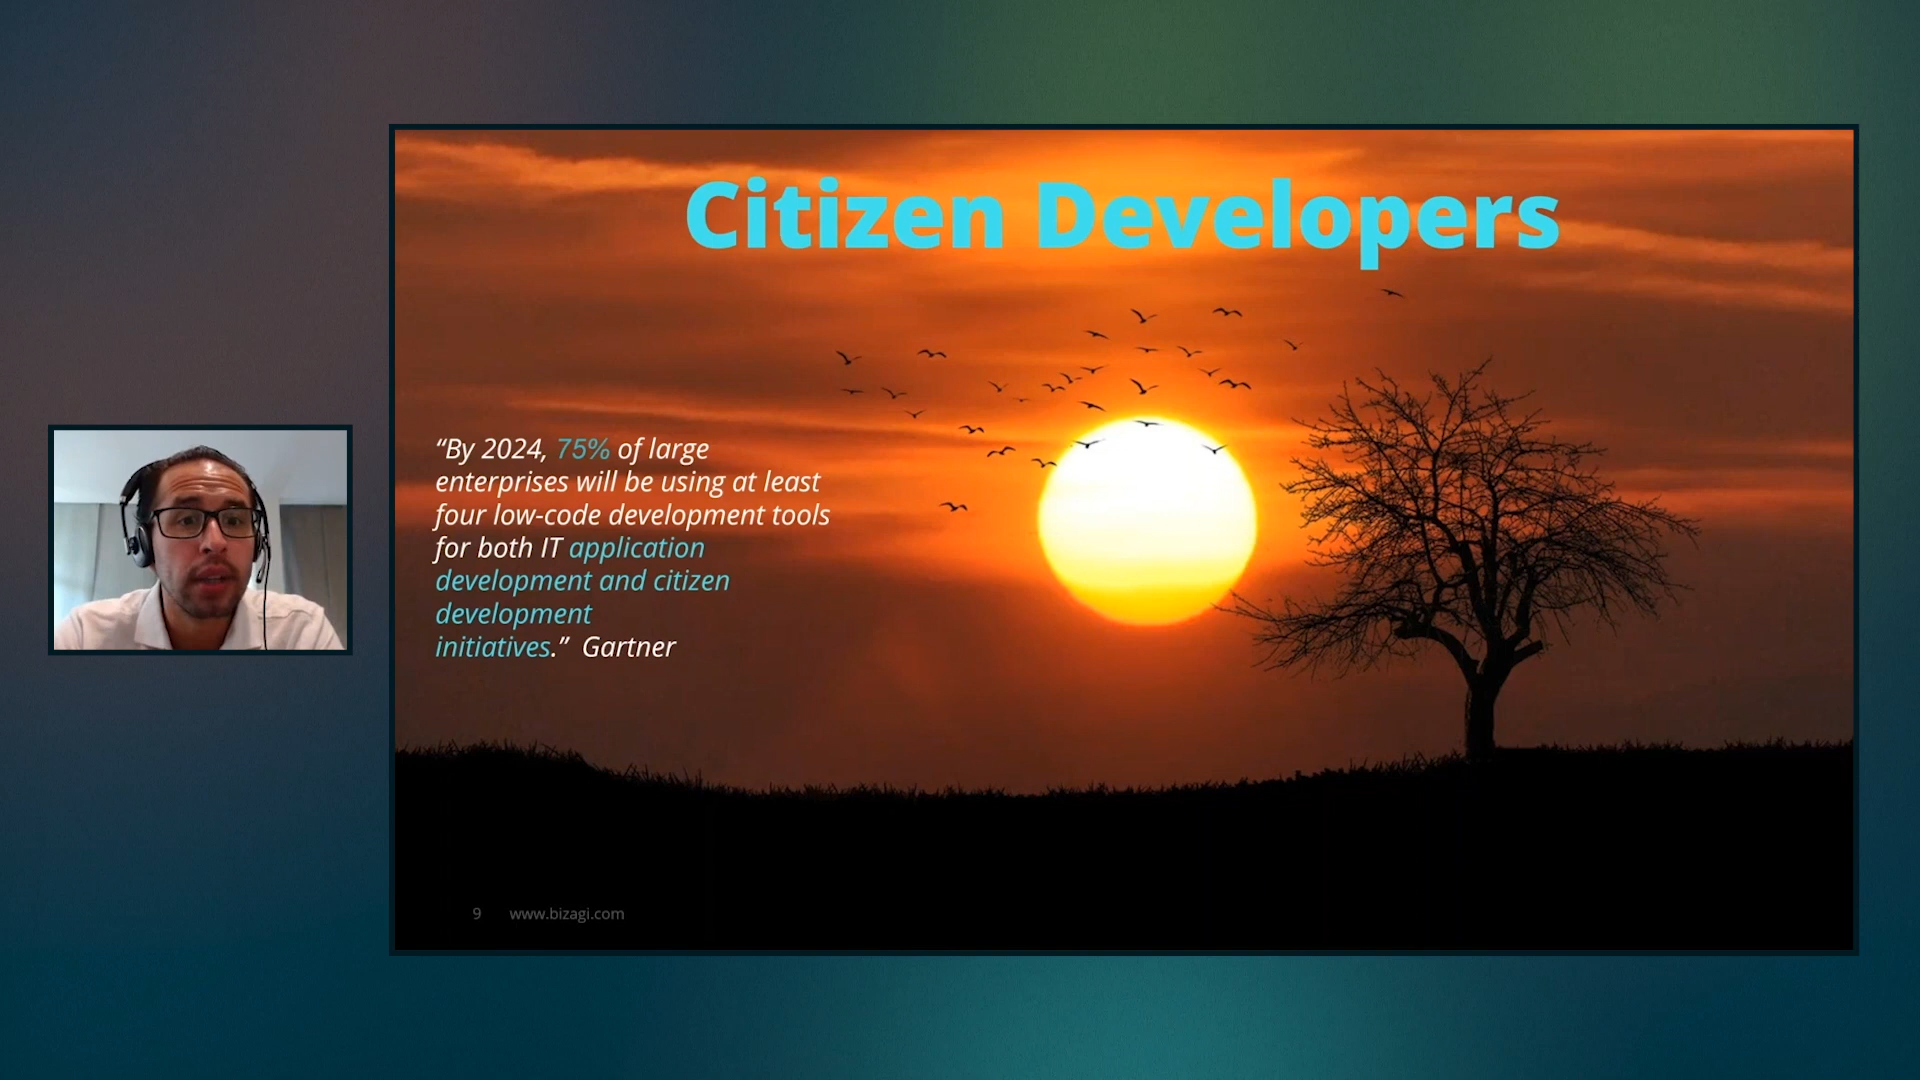 Citizen Developers
“By 2024, 75% of large
enterprises will be using at least
four low-code development tools
for both IT application
development and citizen
development
initiatives.” Gartner
9 www.bizagi.com